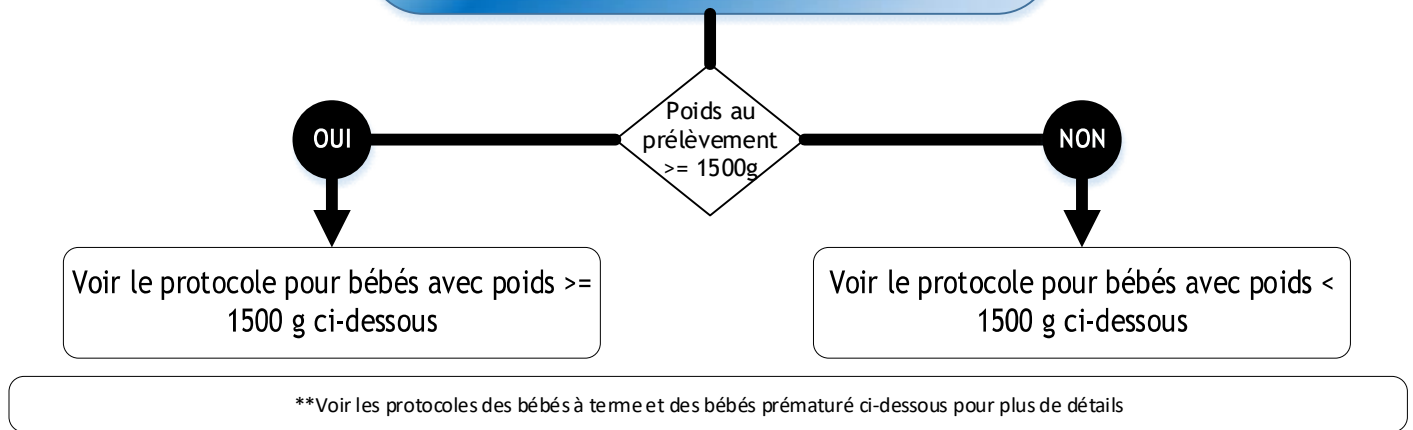 Poids au
prélèvement
>= 1500g
OUI
NON
Voir le protocole pour bébés avec poids >=
1500 g ci-dessous
Voir le protocole pour bébés avec poids <
1500 g ci-dessous
**Voir les protocoles des bébés à terme et des bébés prématuré ci-dessous pour plus de détails